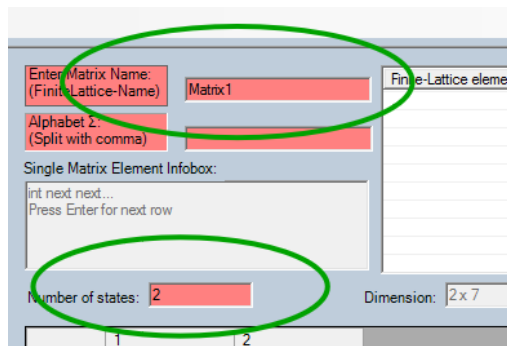 Enter Matrix Name:
(FiniteLattice-Name)
Matrix1
Finite-Lattice eleme
Alphabet Σ:
(Split with comma)
Single Matrix Element Infobox:
int next next...
Press Enter for next row
Number of states: 2
Dimension: 2 x 7
1 2